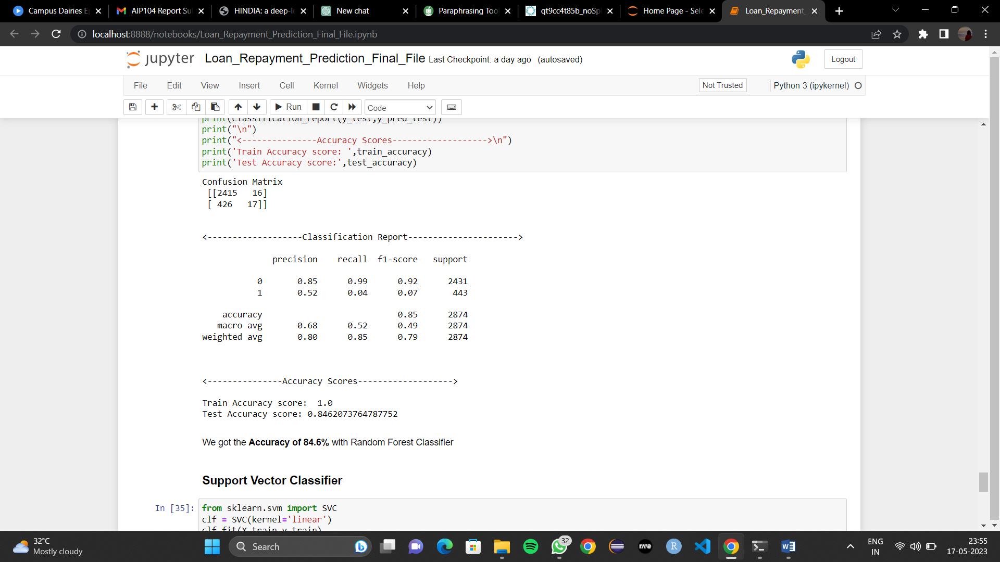 Campus Dairies E
AIP104 Report Su
HINDIA: a deep-l
New chat
Paraphrasing Too
qt9cc4t85b_noSp
Home Page - Sele
Loan_Repayment_
localhost:8888/notebooks/Loan_Repayment_Prediction_Final_File.ipynb
jupyter Loan_Repayment_Prediction_Final_File Last Checkpoint: a day ago (autosaved)
Logout
File Edit View Insert Cell Kernel Widgets Help
Not Trusted
Python 3 (ipykernel)
Run
Code
print(classification_report(y_test,y_pred_test))
print("\n")
print("<---------------Accuracy Scores------------------->\n")
print('Train Accuracy score: ',train_accuracy)
print('Test Accuracy score:',test_accuracy)
Confusion Matrix
[[2415   16]
[ 426   17]]
<-------------------Classification Report---------------------->
precision    recall  f1-score   support
0       0.85      0.99      0.92      2431
1       0.52      0.04      0.07       443
accuracy                           0.85      2874
macro avg       0.68      0.52      0.49      2874
weighted avg       0.80      0.85      0.79      2874
<---------------Accuracy Scores------------------->
Train Accuracy score:  1.0
Test Accuracy score: 0.8462073764787752
We got the Accuracy of 84.6% with Random Forest Classifier
Support Vector Classifier
In [35]:
from sklearn.svm import SVC
clf = SVC(kernel='linear')
clf.fit(X_train,y_train)
32°C
Mostly cloudy
Search
32
rave
R
ENG
IN
23:55
17-05-2023